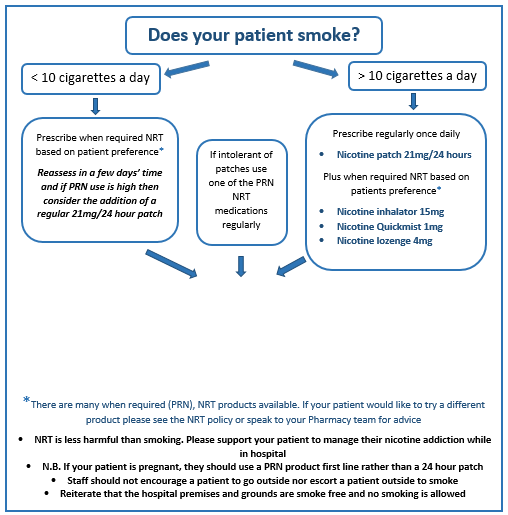 Does your patient smoke?
< 10 cigarettes a day
> 10 cigarettes a day
Prescribe when required NRT
based on patient preference*
Reassess in a few days’ time
and if PRN use is high then
consider the addition of a
regular 21mg/24 hour patch
If intolerant of
patches use
one of the PRN
NRT
medications
regularly
Prescribe regularly once daily
• Nicotine patch 21mg/24 hours
Plus when required NRT based on
patients preference*
• Nicotine inhalator 15mg
• Nicotine Quickmist 1mg
• Nicotine lozenge 4mg
*There are many when required (PRN), NRT products available. If your patient would like to try a different
product please see the NRT policy or speak to your Pharmacy team for advice
• NRT is less harmful than smoking. Please support your patient to manage their nicotine addiction while
in hospital
• N.B. If your patient is pregnant, they should use a PRN product first line rather than a 24 hour patch
• Staff should not encourage a patient to go outside nor escort a patient outside to smoke
• Reiterate that the hospital premises and grounds are smoke free and no smoking is allowed